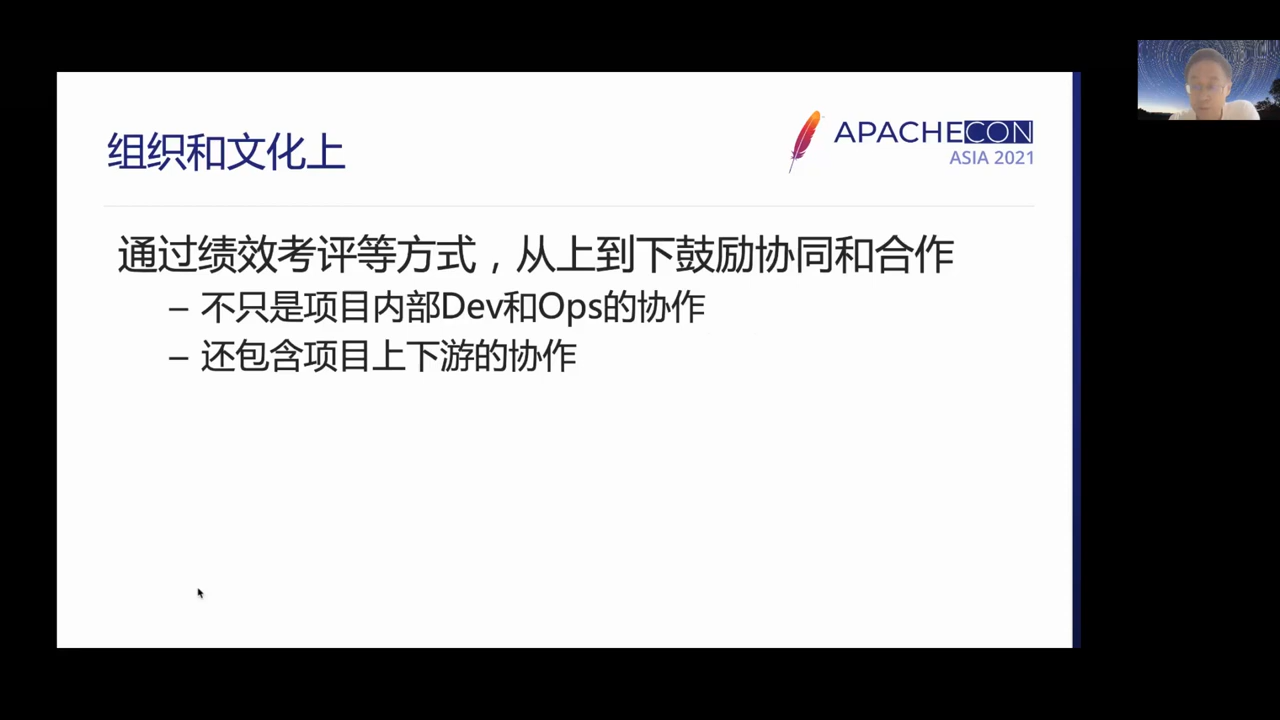 组织和文化上
APACHECON
ASIA 2021
通过绩效考评等方式，从上到下鼓励协同和合作
– 不只是项目内部Dev和Ops的协作
– 还包含项目上下游的协作